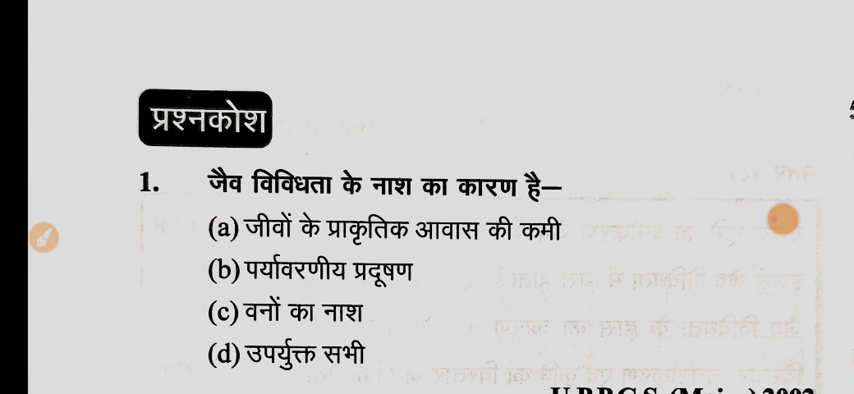 प्रश्नकोश
1. जैव विविधता के नाश का कारण है—
(a) जीवों के प्राकृतिक आवास की कमी
(b) पर्यावरणीय प्रदूषण
(c) वनों का नाश
(d) उपर्युक्त सभी